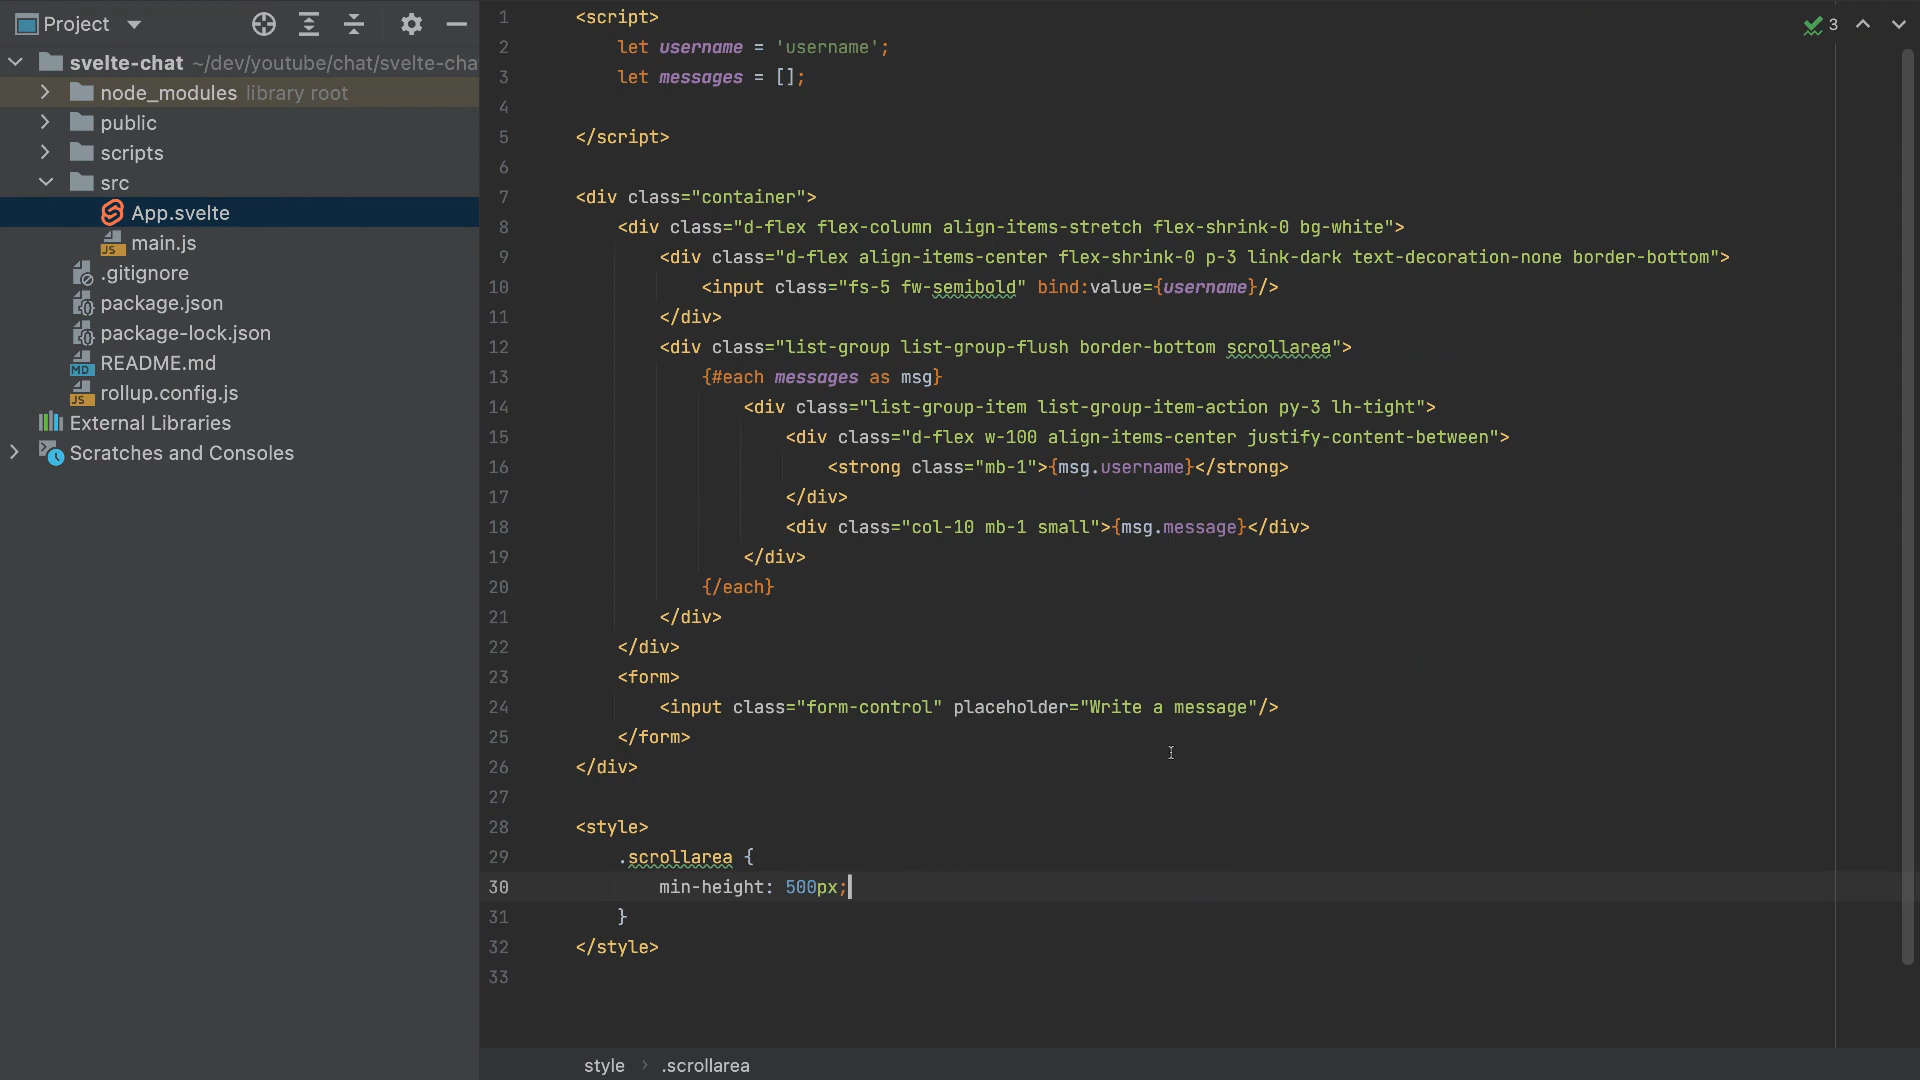 Project
svelte-chat ~/dev/youtube/chat/svelte-cha
node_modules library root
public
scripts
src
App.svelte
JS main.js
.gitignore
package.json
package-lock.json
MD README.md
JS rollup.config.js
External Libraries
Scratches and Consoles
3
1 <script>
2 let username = 'username';
3 let messages = [];
4
5 </script>
6
7 <div class="container">
8 <div class="d-flex flex-column align-items-stretch flex-shrink-0 bg-white">
9 <div class="d-flex align-items-center flex-shrink-0 p-3 link-dark text-decoration-none border-bottom">
10 <input class="fs-5 fw-semibold" bind:value={username}/>
11 </div>
12 <div class="list-group list-group-flush border-bottom scrollarea">
13 {#each messages as msg}
14 <div class="list-group-item list-group-item-action py-3 lh-tight">
15 <div class="d-flex w-100 align-items-center justify-content-between">
16 <strong class="mb-1">{msg.username}</strong>
17 </div>
18 <div class="col-10 mb-1 small">{msg.message}</div>
19 </div>
20 {/each}
21 </div>
22 </div>
23 <form>
24 <input class="form-control" placeholder="Write a message"/>
25 </form>
26 </div>
27
28 <style>
29 .scrollarea {
30 min-height: 500px;
31 }
32 </style>
33
style › .scrollarea